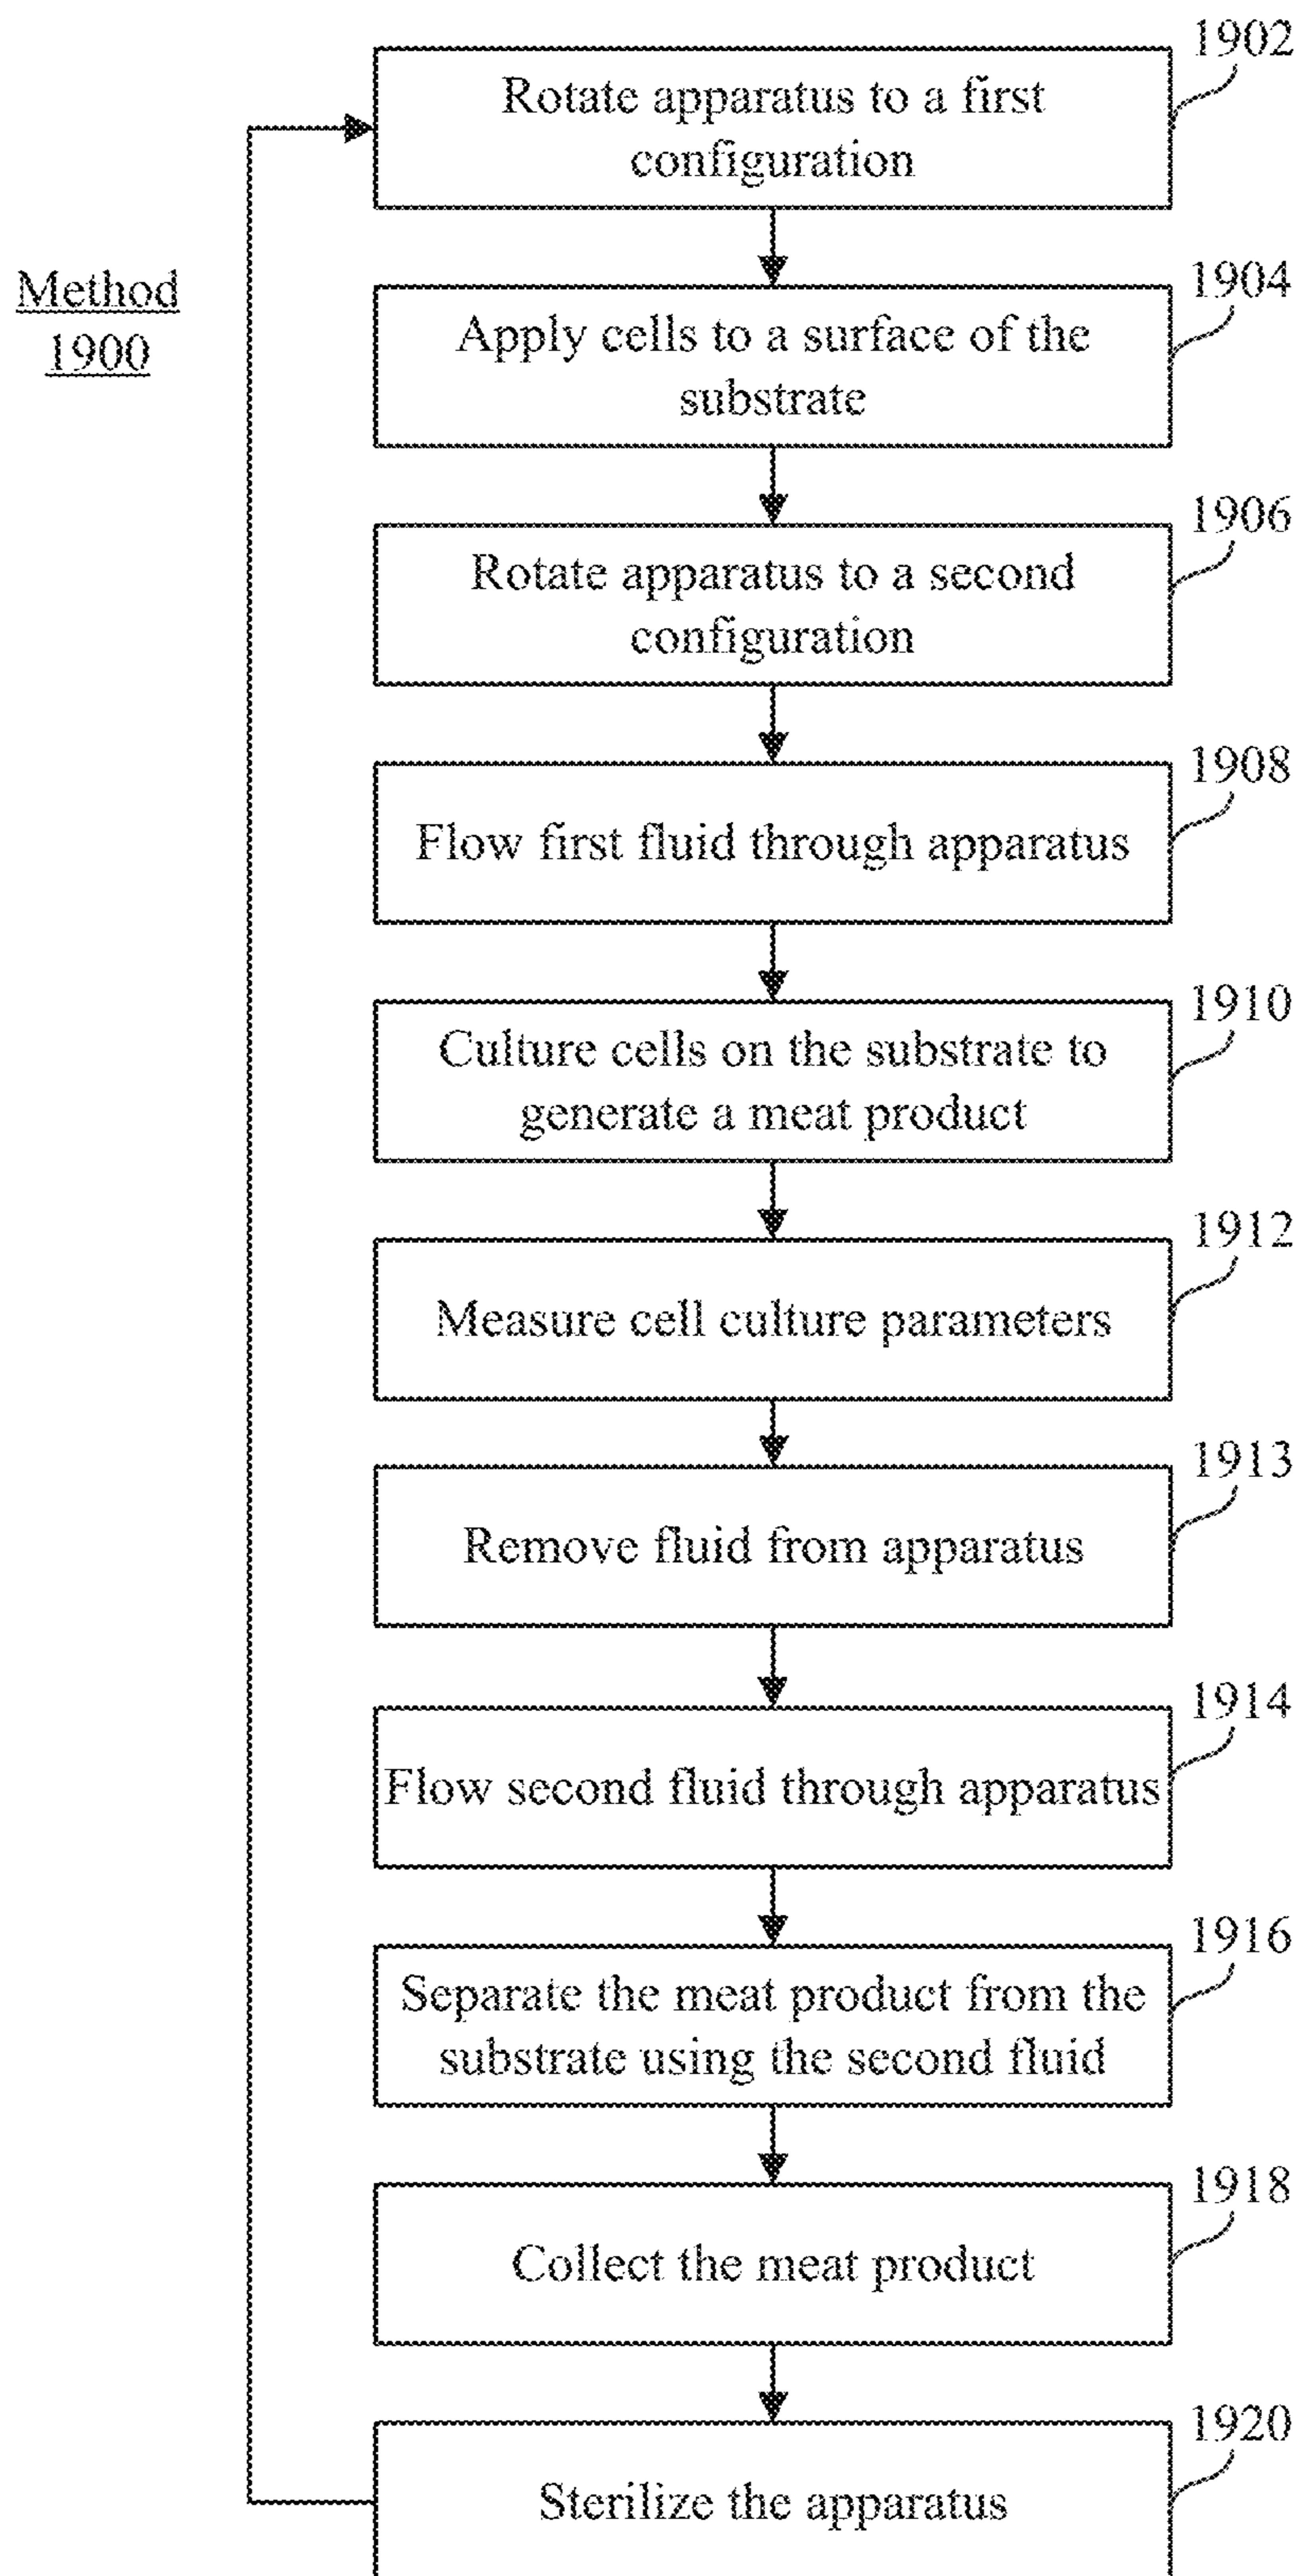 1902
Rotate apparatus to a first
configuration
Method
1900
1904
Apply cells to a surface of the
substrate
1906
Rotate apparatus to a second
configuration
1908
Flow first fluid through apparatus
1910
Culture cells on the substrate to
generate a meat product
1912
Measure cell culture parameters
1913
Remove fluid from apparatus
1914
Flow second fluid through apparatus
1916
Separate the meat product from the
substrate using the second fluid
1918
Collect the meat product
1920
Sterilize the apparatus